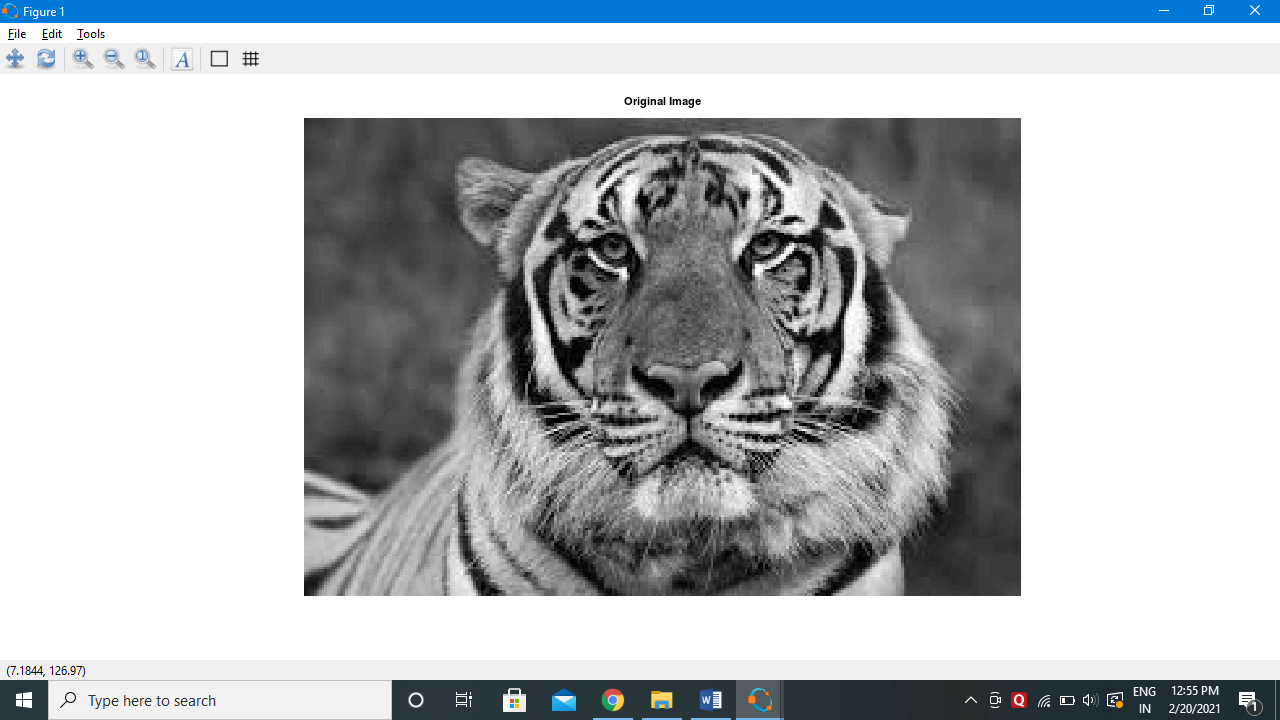 Figure 1
File Edit Tools
A
Original Image
(7.1844, 126.97)
Type here to search
W
Q
ENG
IN
12:55 PM
2/20/2021
1